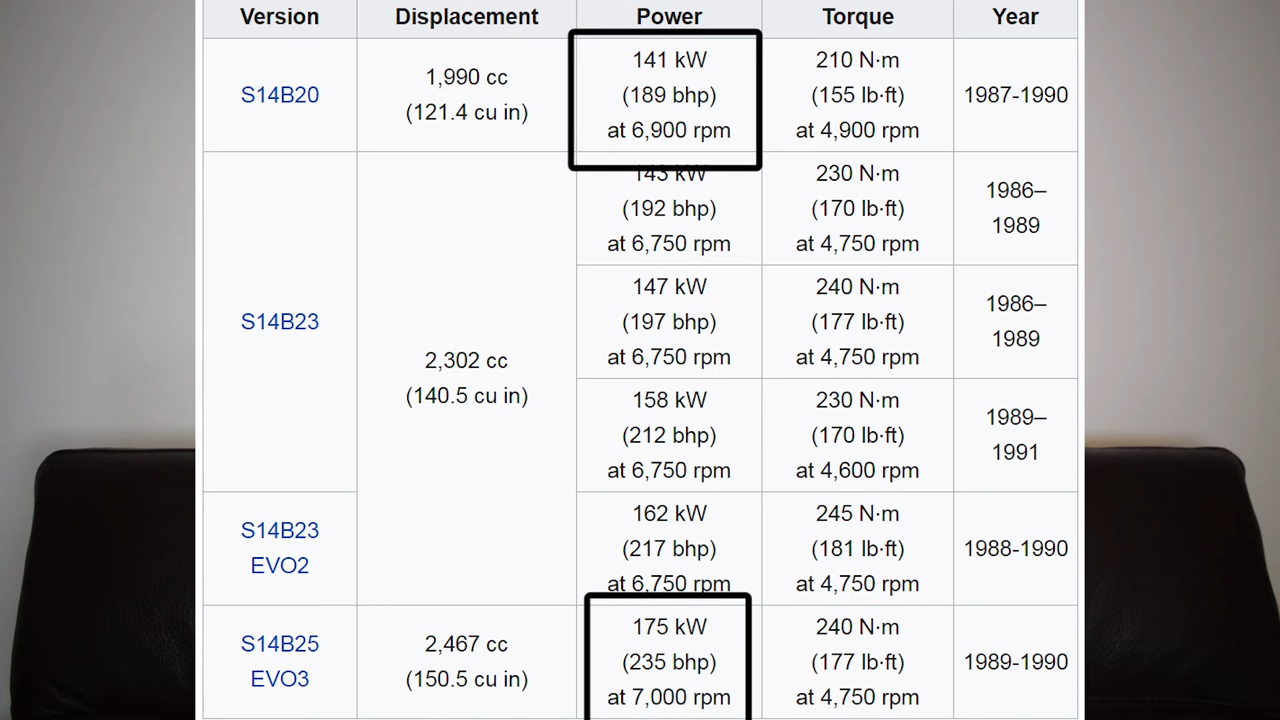 Version Displacement Power Torque Year
S14B20
1,990 cc
(121.4 cu in)
141 kW
(189 bhp)
at 6,900 rpm
210 N·m
(155 lb·ft)
at 4,900 rpm
1987-1990
S14B23
2,302 cc
(140.5 cu in)
143 kW
(192 bhp)
at 6,750 rpm
230 N·m
(170 lb·ft)
at 4,750 rpm
1986–
1989
147 kW
(197 bhp)
at 6,750 rpm
240 N·m
(177 lb·ft)
at 4,750 rpm
1986–
1989
158 kW
(212 bhp)
at 6,750 rpm
230 N·m
(170 lb·ft)
at 4,600 rpm
1989–
1991
S14B23
EVO2
162 kW
(217 bhp)
at 6,750 rpm
245 N·m
(181 lb·ft)
at 4,750 rpm
1988-1990
S14B25
EVO3
2,467 cc
(150.5 cu in)
175 kW
(235 bhp)
at 7,000 rpm
240 N·m
(177 lb·ft)
at 4,750 rpm
1989-1990